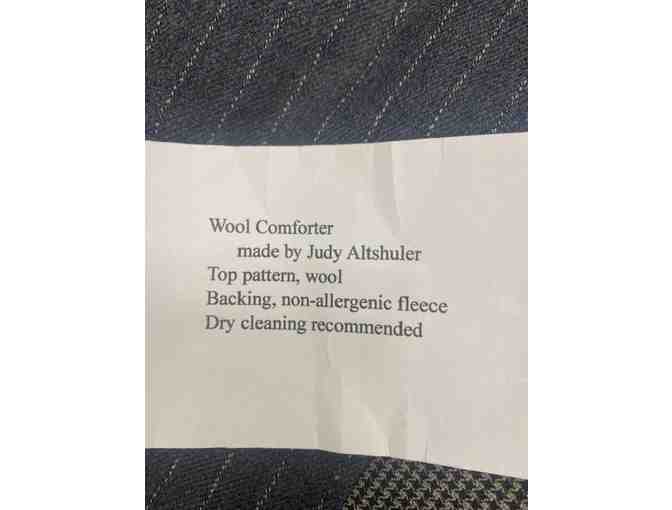 Wool Comforter
made by Judy Altshuler
Top pattern, wool
Backing, non-allergenic fleece
Dry cleaning recommended